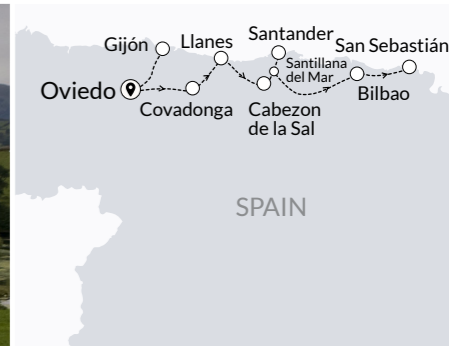 Gijón
Llanes
Santander
San Sebastián
Santillana
del Mar
Oviedo
Covadonga
Cabezon
de la Sal
Bilbao
SPAIN